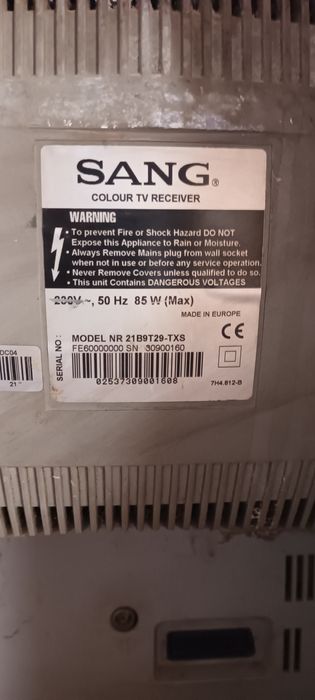 SANG®
COLOUR TV RECEIVER
WARNING
• To prevent Fire or Shock Hazard DO NOT
Expose this Appliance to Rain or Moisture.
• Always Remove Mains plug from wall socket
when not in use or before any service operation.
• Never Remove Covers unless qualified to do so.
• This unit Contains DANGEROUS VOLTAGES
230V~, 50 Hz 85 W (Max)
MADE IN EUROPE
CE
SERIAL NO:
MODEL NR 21B9T29-TXS
FE60000000 SN 30900160
02537309001608
7H4.812-B
DC04
21"